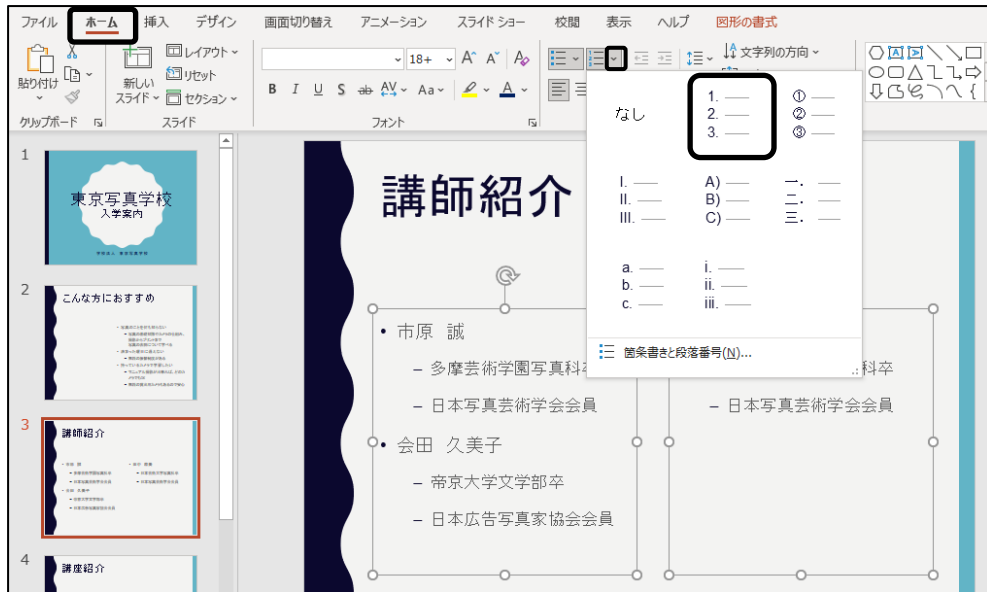 ファイル ホーム 挿入 デザイン 画面切り替え アニメーション スライド ショー 校閲 表示 ヘルプ 図形の書式
貼り付け
新しい
スライド
レイアウト
リセット
セクション
18+ A A A
B I U S ab AV Aa A
文字列の方向
クリップボード スライド フォント
なし
1.
2.
3.
①
②
③
I.
II.
III.
A)
B)
C)
一.
二.
三.
a.
b.
c.
i.
ii.
iii.
箇条書きと段落番号(N)...
1
東京写真学校
入学案内
2
こんな方におすすめ
3
講師紹介
4
講座紹介
講師紹介
• 市原 誠
– 多摩芸術学園写真科
– 日本写真芸術学会会員
• 会田 久美子
– 帝京大学文学部卒
– 日本広告写真家協会会員
科卒
– 日本写真芸術学会会員